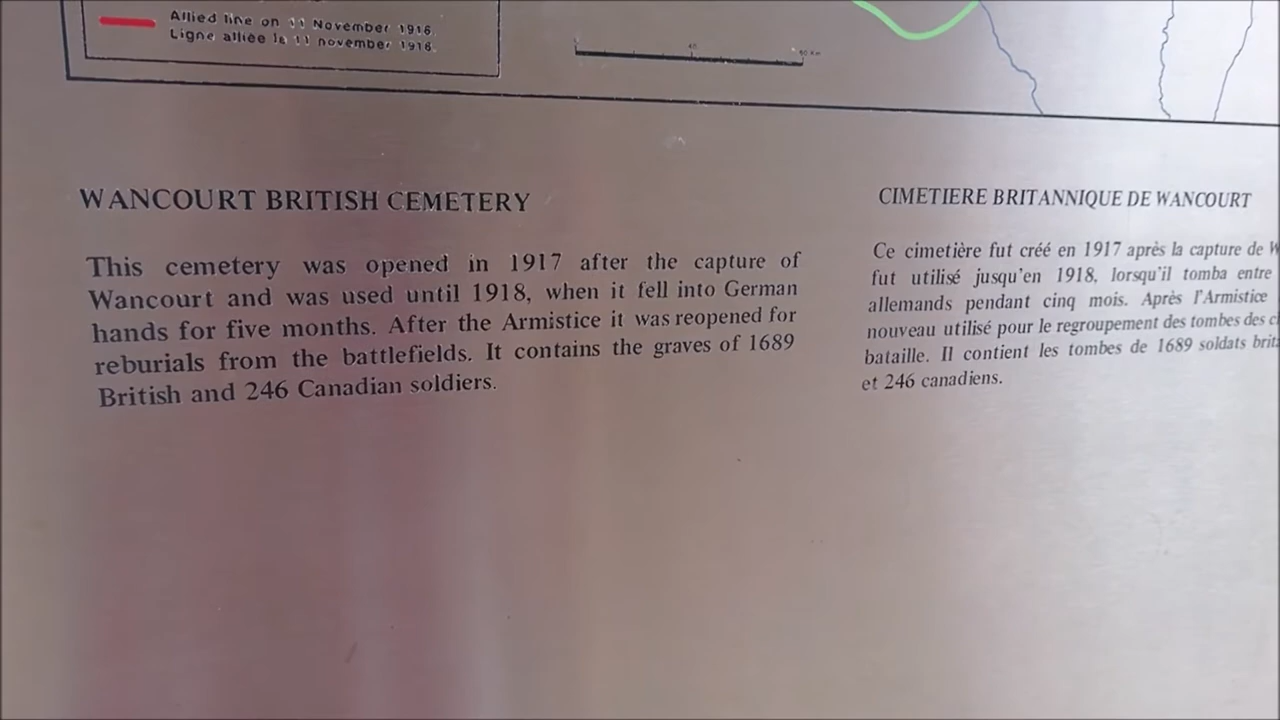 Allied line on 11 November 1918.
Ligne alliée le 11 november 1918.
WANCOURT BRITISH CEMETERY
This cemetery was opened in 1917 after the capture of
Wancourt and was used until 1918, when it fell into German
hands for five months. After the Armistice it was reopened for
reburials from the battlefields. It contains the graves of 1689
British and 246 Canadian soldiers.
CIMETIERE BRITANNIQUE DE WANCOURT
Ce cimetière fut créé en 1917 après la capture de
fut utilisé jusqu'en 1918, lorsqu'il tomba entre
allemands pendant cinq mois. Après l'Armistice
nouveau utilisé pour le regroupement des tombes des
bataille. Il contient les tombes de 1689 soldats
et 246 canadiens.